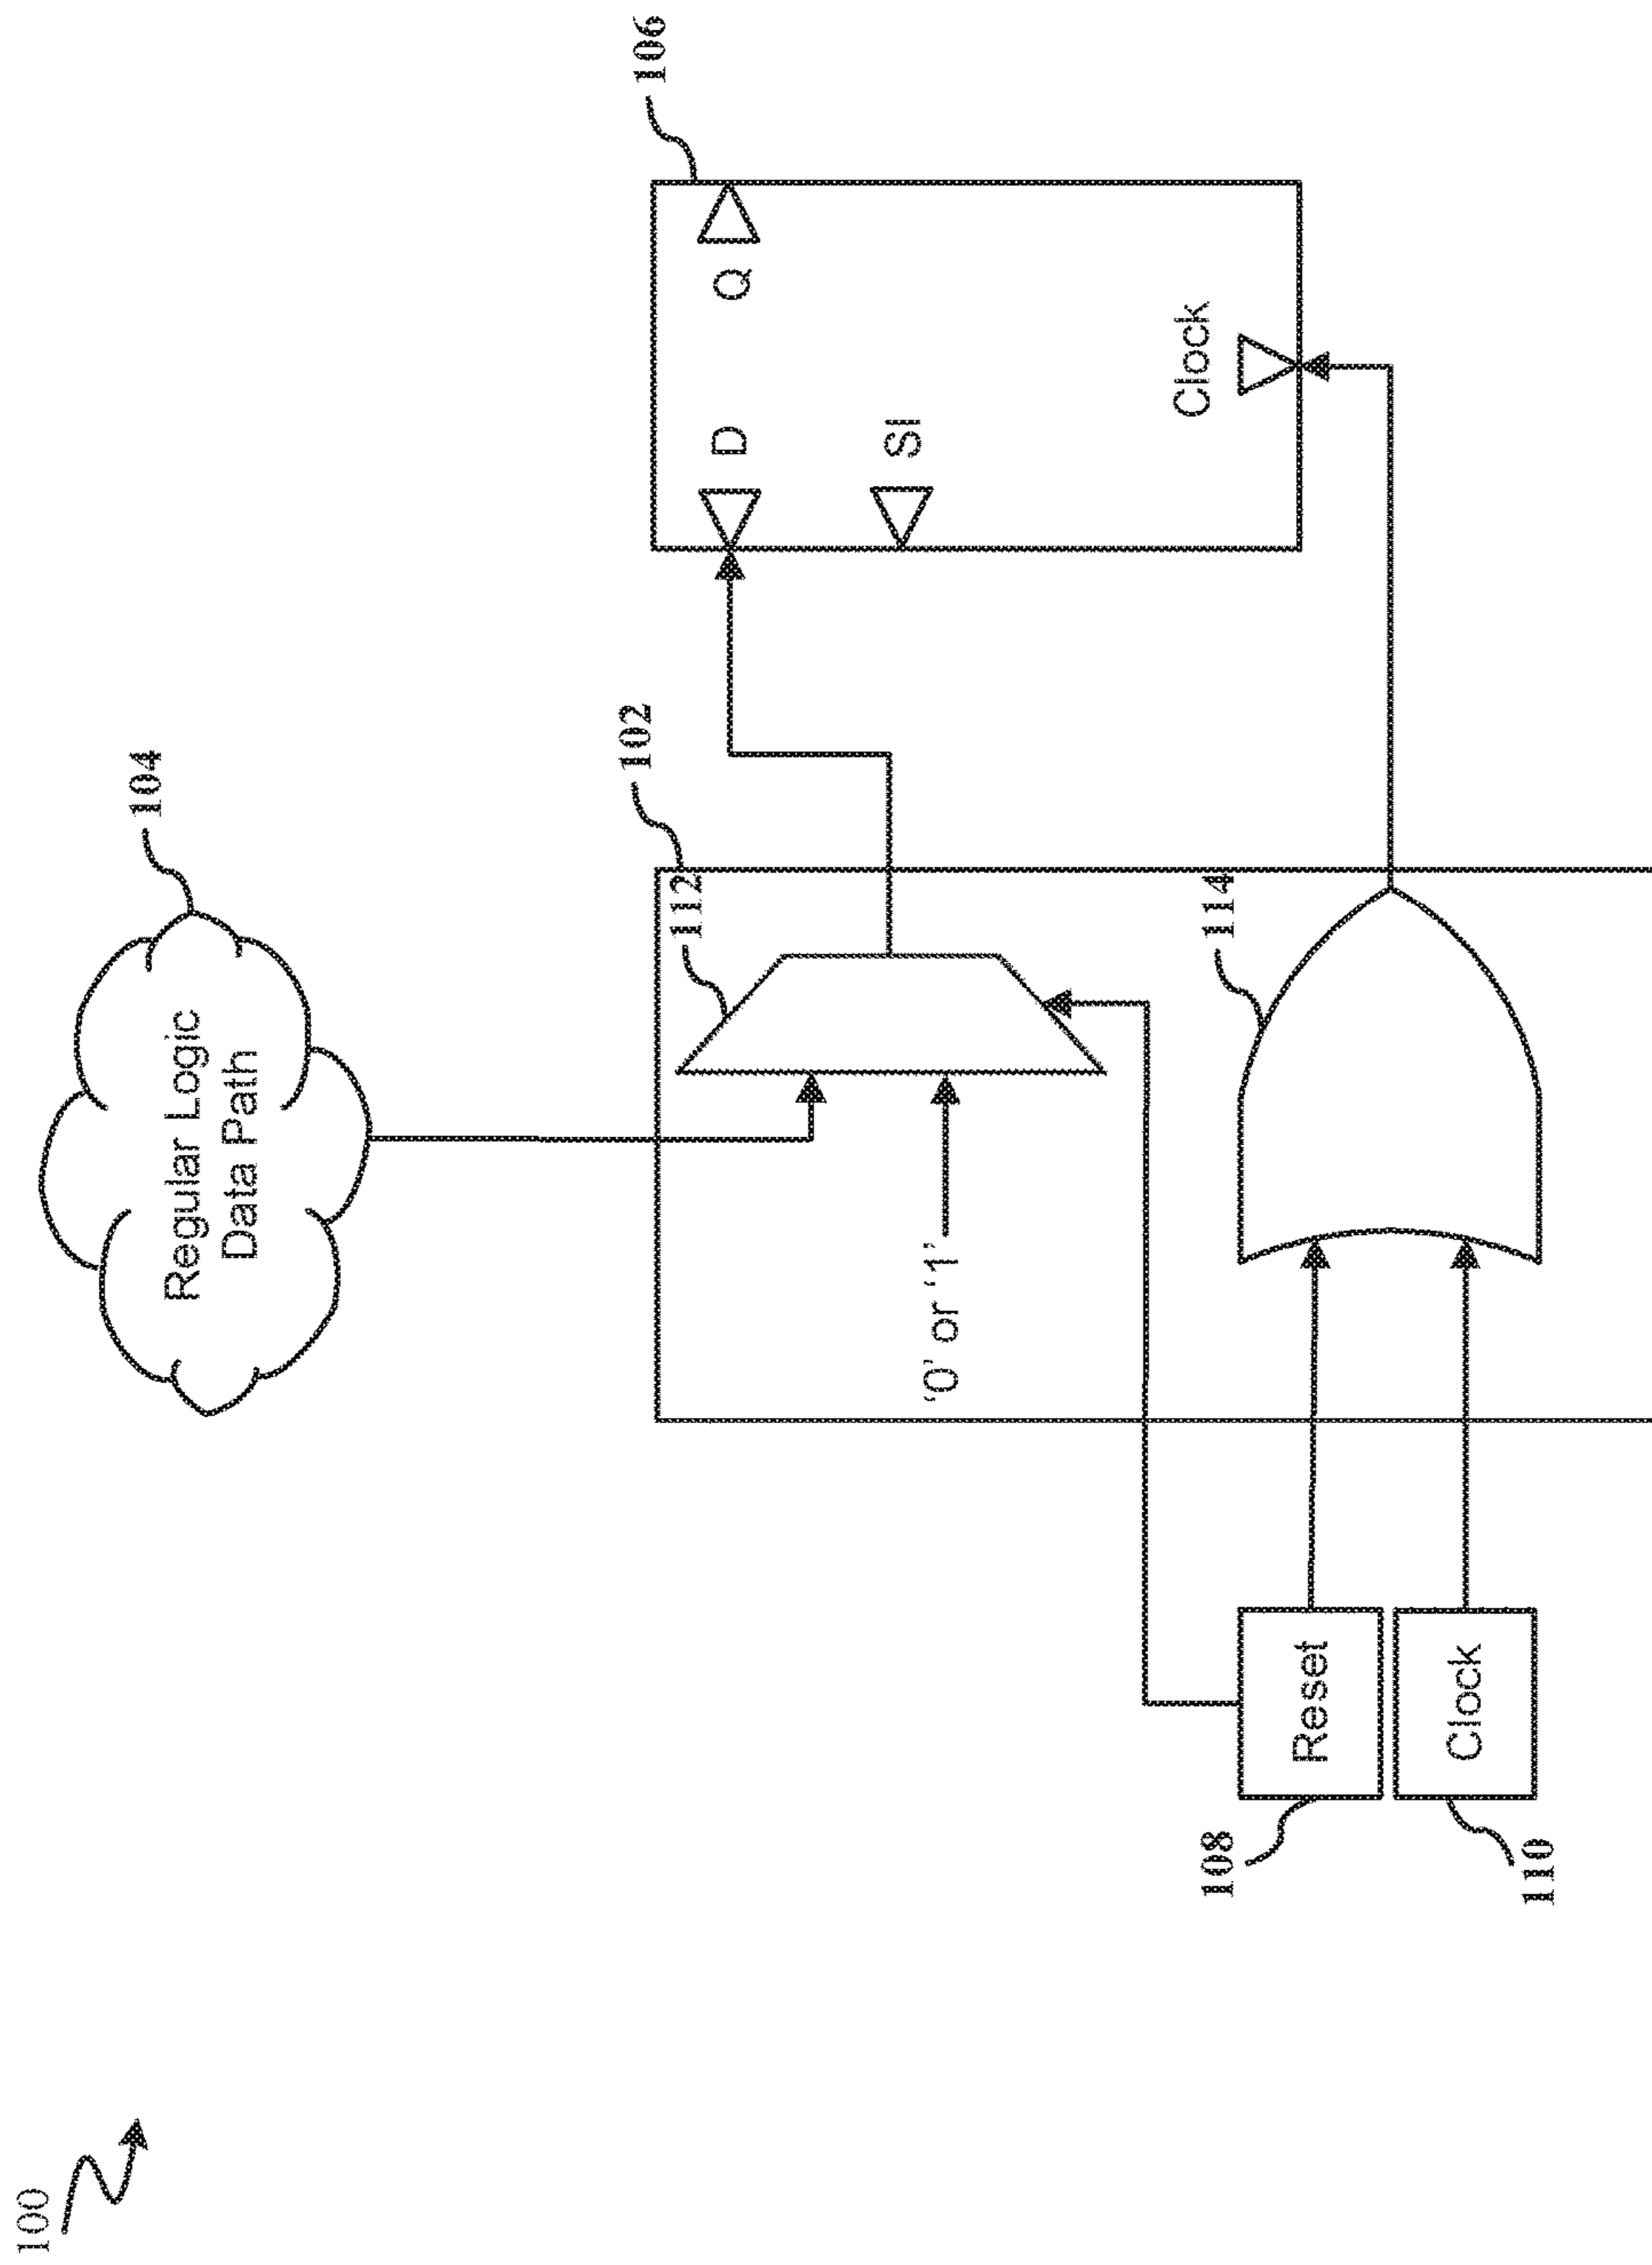 100
104
Regular Logic
Data Path
102
106
112
'0' or '1'
D
Q
SI
Clock
114
108
Reset
Clock
110